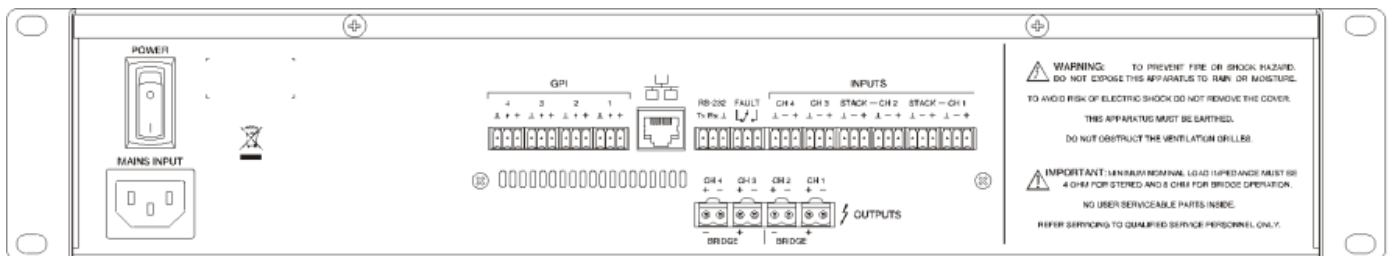 POWER
MAINS INPUT
GPI
4 3 2 1
+ + + + + + + +
RS-232 FAULT
Tx Rx
INPUTS
CH 4 CH 3 STACK — CH 2 STACK — CH 1
- + - + - + - + - + - +
CH 4 CH 3 CH 2 CH 1
+ - + - + - + -
OUTPUTS
- + - +
BRIDGE BRIDGE
WARNING: TO PREVENT FIRE OR SHOCK HAZARD.
DO NOT EXPOSE THIS APPARATUS TO RAIN OR MOISTURE.
TO AVOID RISK OF ELECTRIC SHOCK DO NOT REMOVE THE COVER.
THIS APPARATUS MUST BE EARTHED.
DO NOT OBSTRUCT THE VENTILATION GRILLES.
IMPORTANT: MINIMUM NOMINAL LOAD IMPEDANCE MUST BE
4 OHM FOR STEREO AND 8 OHM FOR BRIDGE OPERATION.
NO USER SERVICEABLE PARTS INSIDE.
REFER SERVICING TO QUALIFIED SERVICE PERSONNEL ONLY.